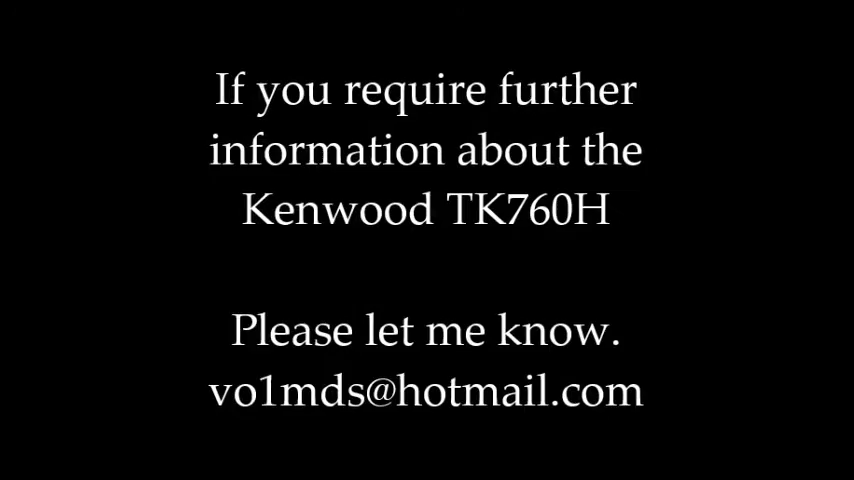 If you require further
information about the
Kenwood TK760H
Please let me know.
vo1mds@hotmail.com